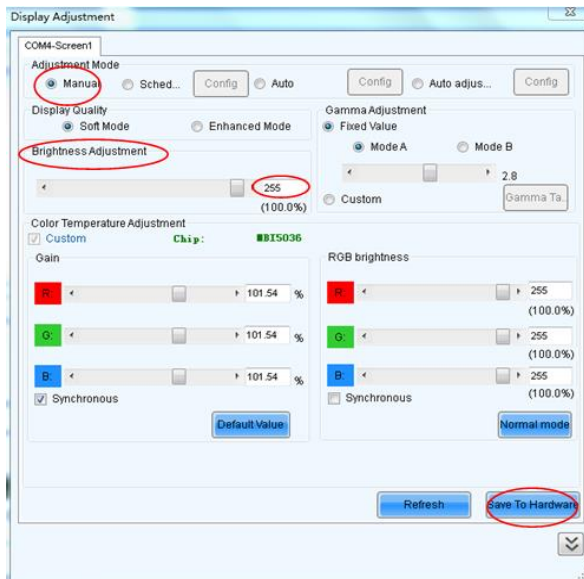 Display Adjustment
COM4-Screen1
Adjustment Mode
Manual Sched... Config Auto Config Auto adjus... Config
Display Quality
Soft Mode Enhanced Mode
Gamma Adjustment
Fixed Value
Mode A Mode B
2.8
Custom Gamma Ta..
Brightness Adjustment
255
(100.0%)
Color Temperature Adjustment
Custom Chip: MBI5036
Gain
R: 101.54 %
G: 101.54 %
B: 101.54 %
Synchronous
Default Value
RGB brightness
R: 255
(100.0%)
G: 255
(100.0%)
B: 255
(100.0%)
Synchronous
Normal mode
Refresh Save To Hardware